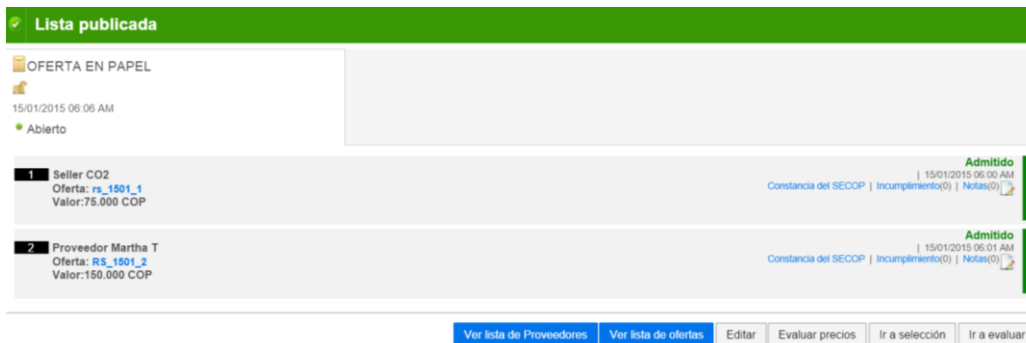 Lista publicada
OFERTA EN PAPEL
15/01/2015 06:06 AM
Abierto
1 Seller CO2
Oferta: rs_1501_1
Valor:75.000 COP
Admitido
| 15/01/2015 06:00 AM
Constancia del SECOP | Incumplimiento(0) | Notas(0)
2 Proveedor Martha T
Oferta: RS_1501_2
Valor:150.000 COP
Admitido
| 15/01/2015 06:01 AM
Constancia del SECOP | Incumplimiento(0) | Notas(0)
Ver lista de Proveedores Ver lista de ofertas Editar Evaluar precios Ir a selección Ir a evaluar